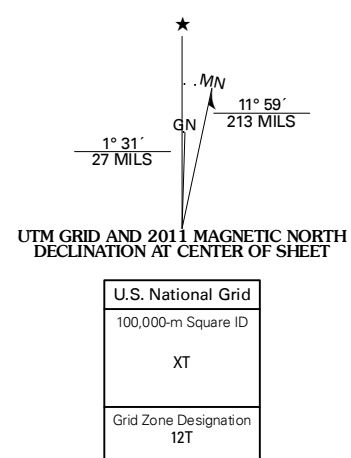 ★
MN
GN
11° 59´
213 MILS
1° 31´
27 MILS
UTM GRID AND 2011 MAGNETIC NORTH
DECLINATION AT CENTER OF SHEET
U.S. National Grid
100,000-m Square ID
XT
Grid Zone Designation
12T